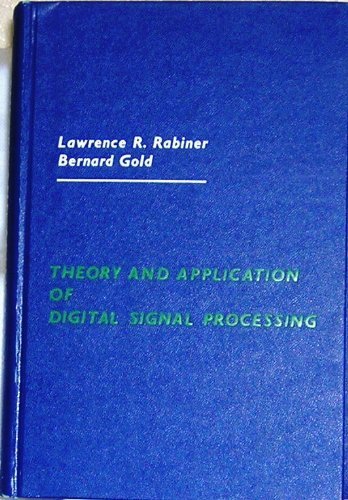 Lawrence R. Rabiner
Bernard Gold
THEORY AND APPLICATION
OF
DIGITAL SIGNAL PROCESSING